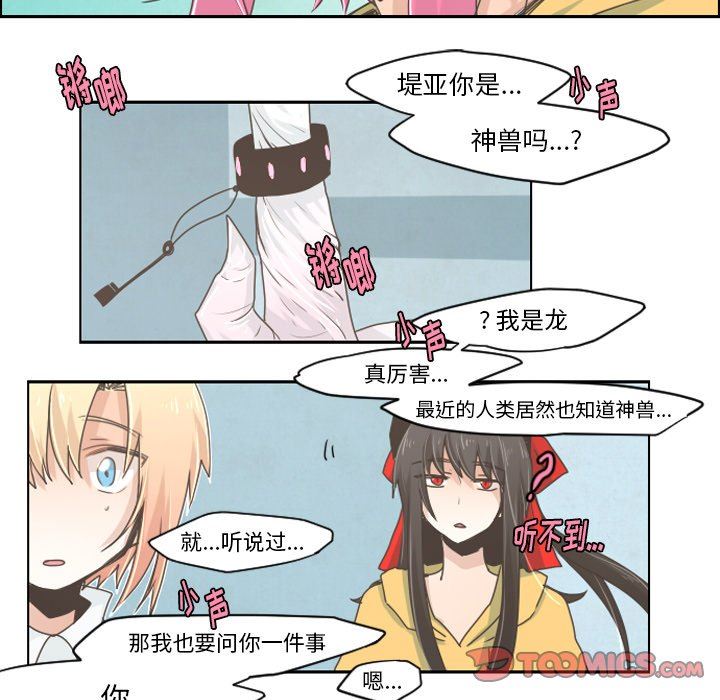 锵
啷
堤亚你是...
小声
神兽吗...?
锵
啷
? 我是龙
小声
真厉害...
最近的人类居然也知道神兽...
?
就...听说过...
听不到...
小声
那我也要问你一件事
嗯...
你
TOOMICS.COM